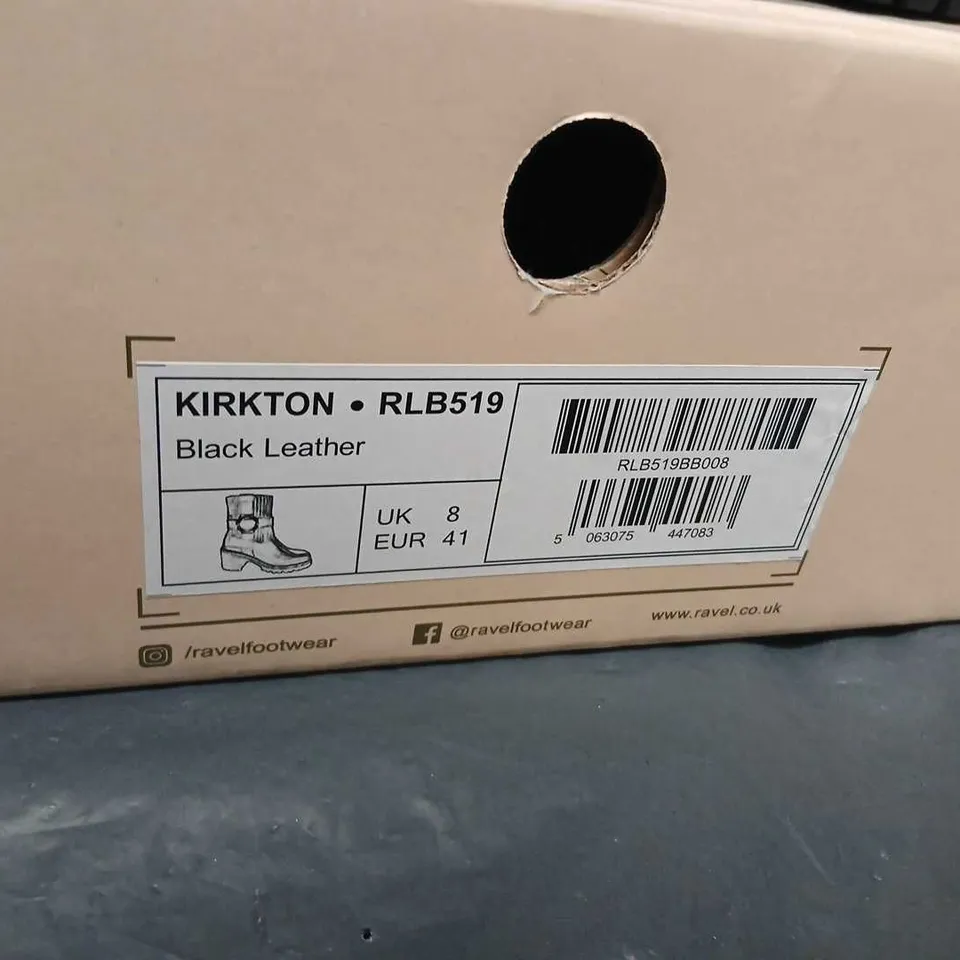 KIRKTON • RLB519
Black Leather
UK 8
EUR 41
RLB519BB008
5 063075 447083
/ravelfootwear
@ravelfootwear
www.ravel.co.uk